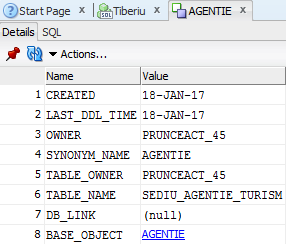 Start Page Tiberiu AGENTIE
Details SQL
Actions...
Name Value
1 CREATED 18-JAN-17
2 LAST_DDL_TIME 18-JAN-17
3 OWNER PRUNCEACT_45
4 SYNONYM_NAME AGENTIE
5 TABLE_OWNER PRUNCEACT_45
6 TABLE_NAME SEDIU_AGENTIE_TURISM
7 DB_LINK (null)
8 BASE_OBJECT AGENTIE